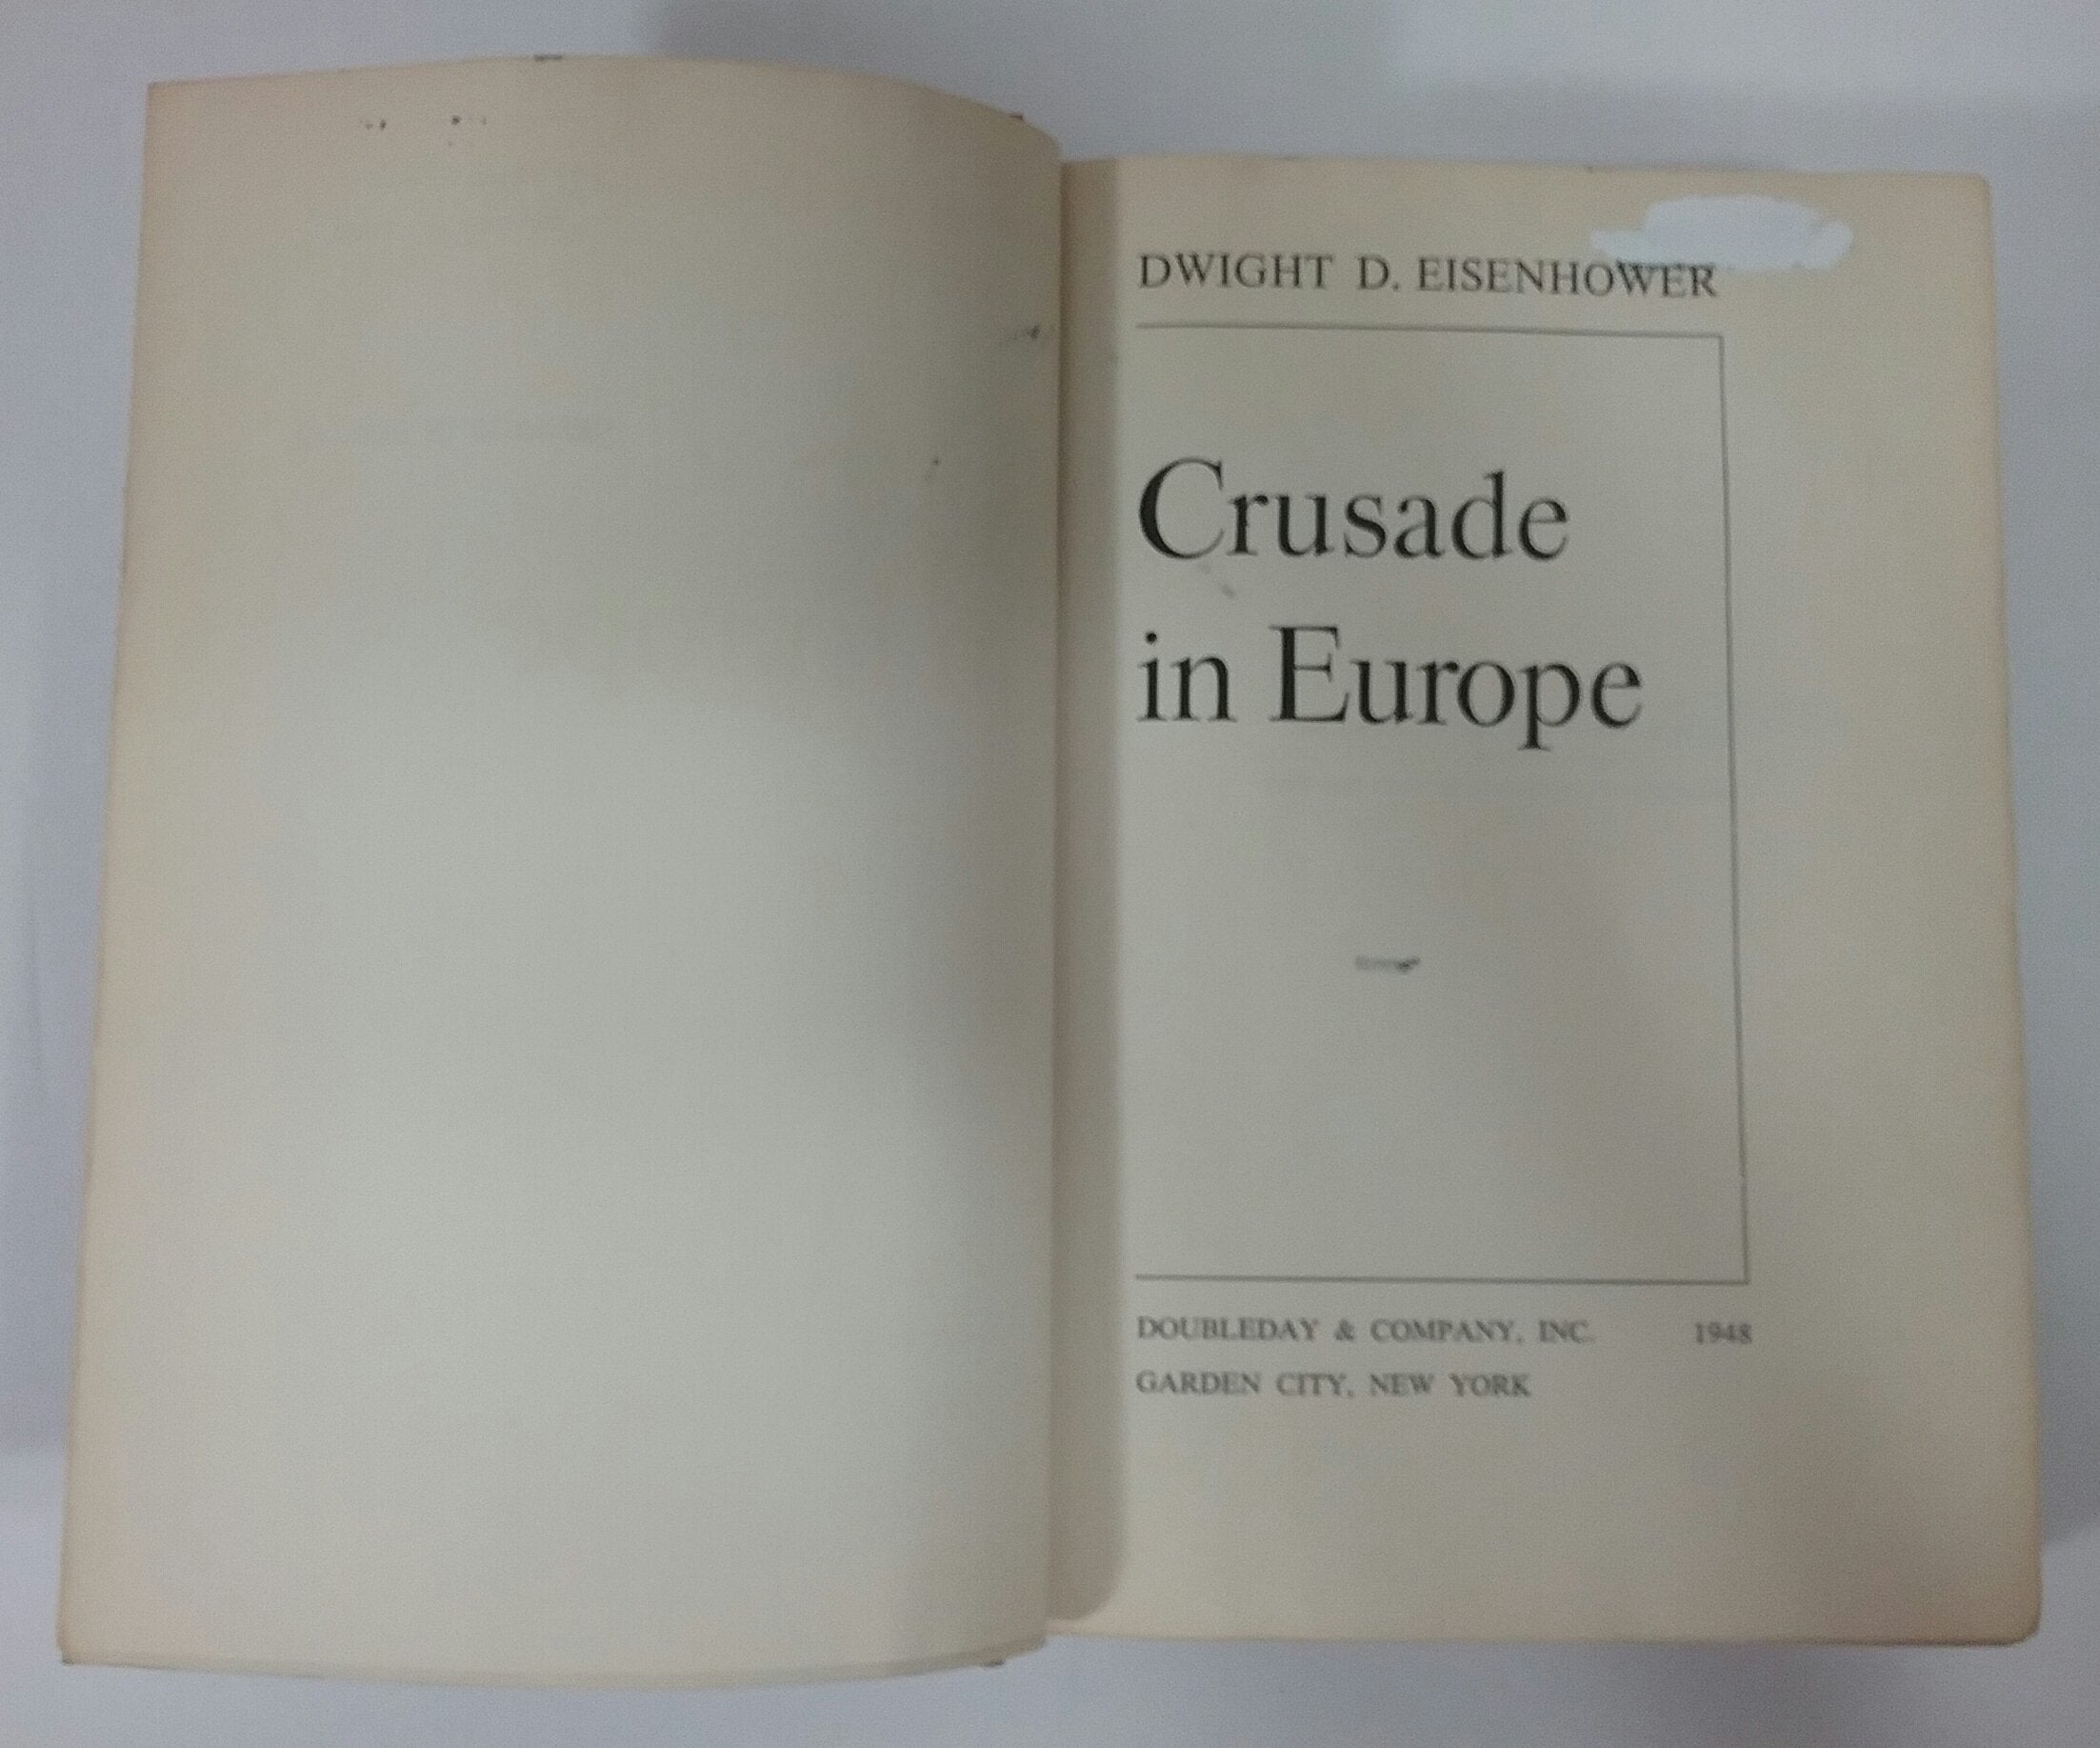 DWIGHT D. EISENHOWER
Crusade
in Europe
DOUBLEDAY & COMPANY, INC. 1948
GARDEN CITY, NEW YORK